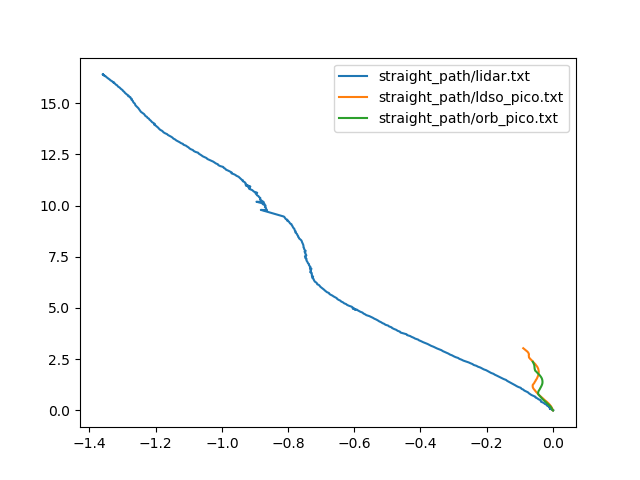 straight_path/lidar.txt
straight_path/ldso_pico.txt
straight_path/orb_pico.txt
15.0
12.5
10.0
7.5
5.0
2.5
0.0
−1.4 −1.2 −1.0 −0.8 −0.6 −0.4 −0.2 0.0